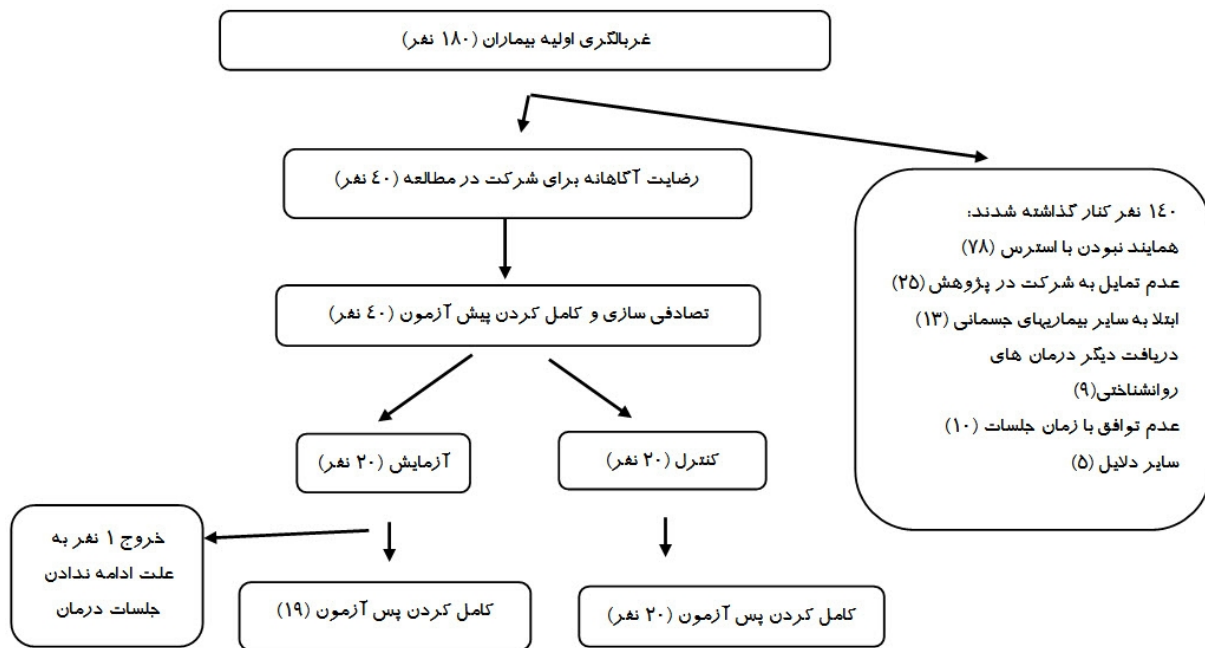 غربالگری اولیه بیماران (۱۸۰ نفر)
رضایت آگاهانه برای شرکت در مطالعه (٤٠ نفر)
۱٤٠ نفر کنار گذاشته شدند:
همایند نبودن با استرس (۷۸)
عدم تمایل به شرکت در پژوهش (۲۵)
ابتلا به سایر بیماریهای جسمانی (۱۳)
دریافت دیگر درمان های
روانشناختی(۹)
عدم توافق با زمان جلسات (۱۰)
سایر دلایل (۵)
تصادفی سازی و کامل کردن پیش آزمون (٤٠ نفر)
کنترل (۲۰ نفر)
آزمایش (۲۰ نفر)
خروج ۱ نفر به
علت ادامه ندادن
جلسات درمان
کامل کردن پس آزمون (۲۰ نفر)
کامل کردن پس آزمون (۱۹)